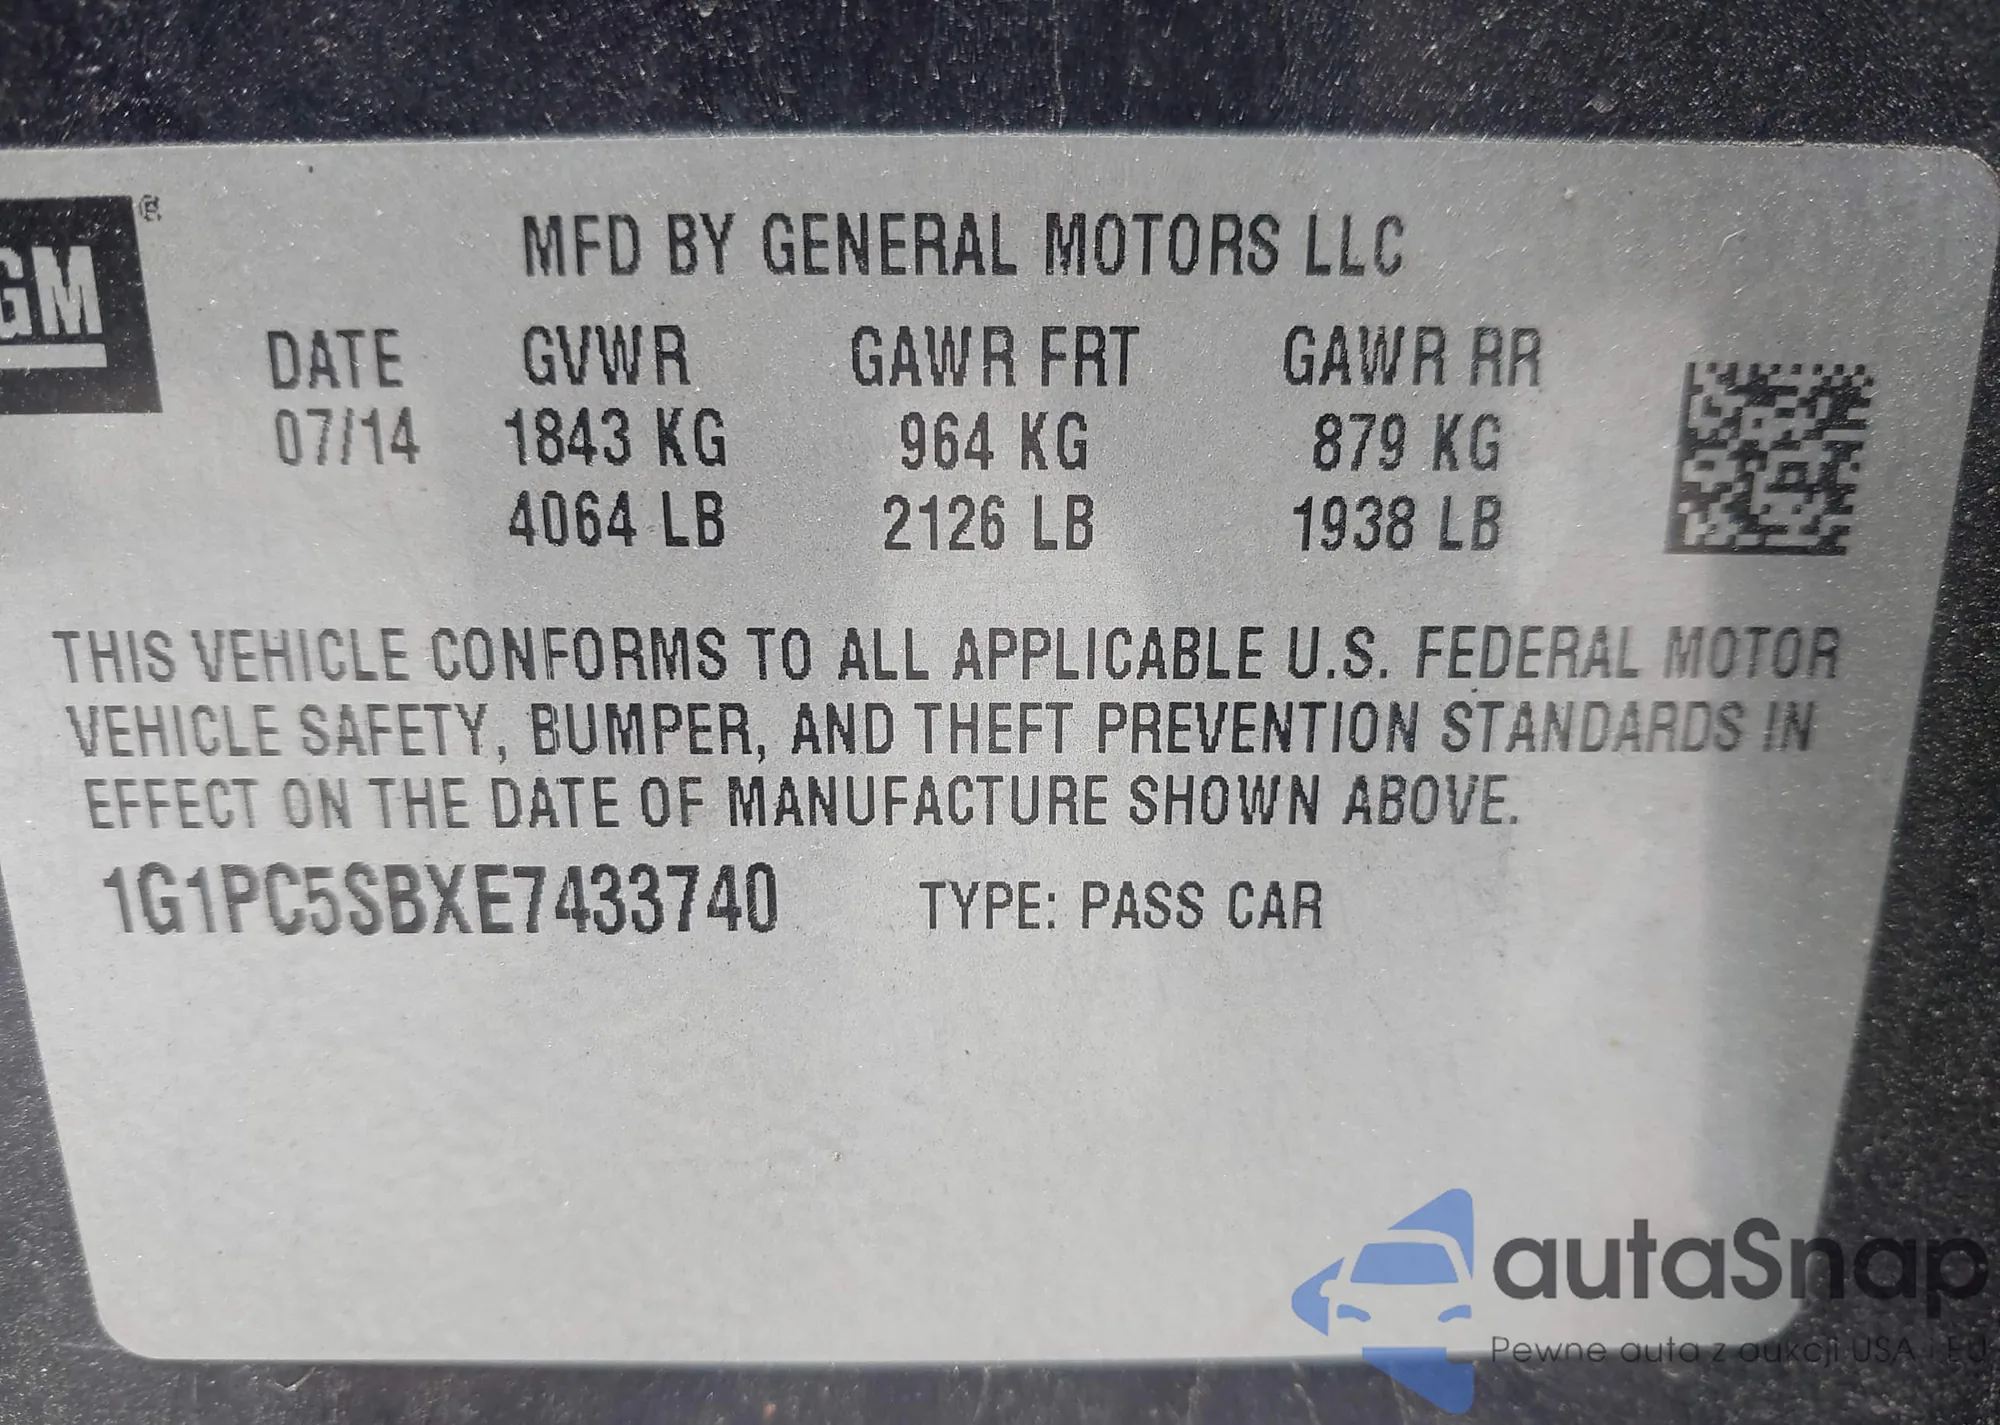 GM ®
MFD BY GENERAL MOTORS LLC
DATE GVWR GAWR FRT GAWR RR
07/14 1843 KG 964 KG 879 KG
4064 LB 2126 LB 1938 LB
THIS VEHICLE CONFORMS TO ALL APPLICABLE U.S. FEDERAL MOTOR
VEHICLE SAFETY, BUMPER, AND THEFT PREVENTION STANDARDS IN
EFFECT ON THE DATE OF MANUFACTURE SHOWN ABOVE.
1G1PC5SBXE7433740 TYPE: PASS CAR
autaSnap
Pewne auta z aukcji USA i EU